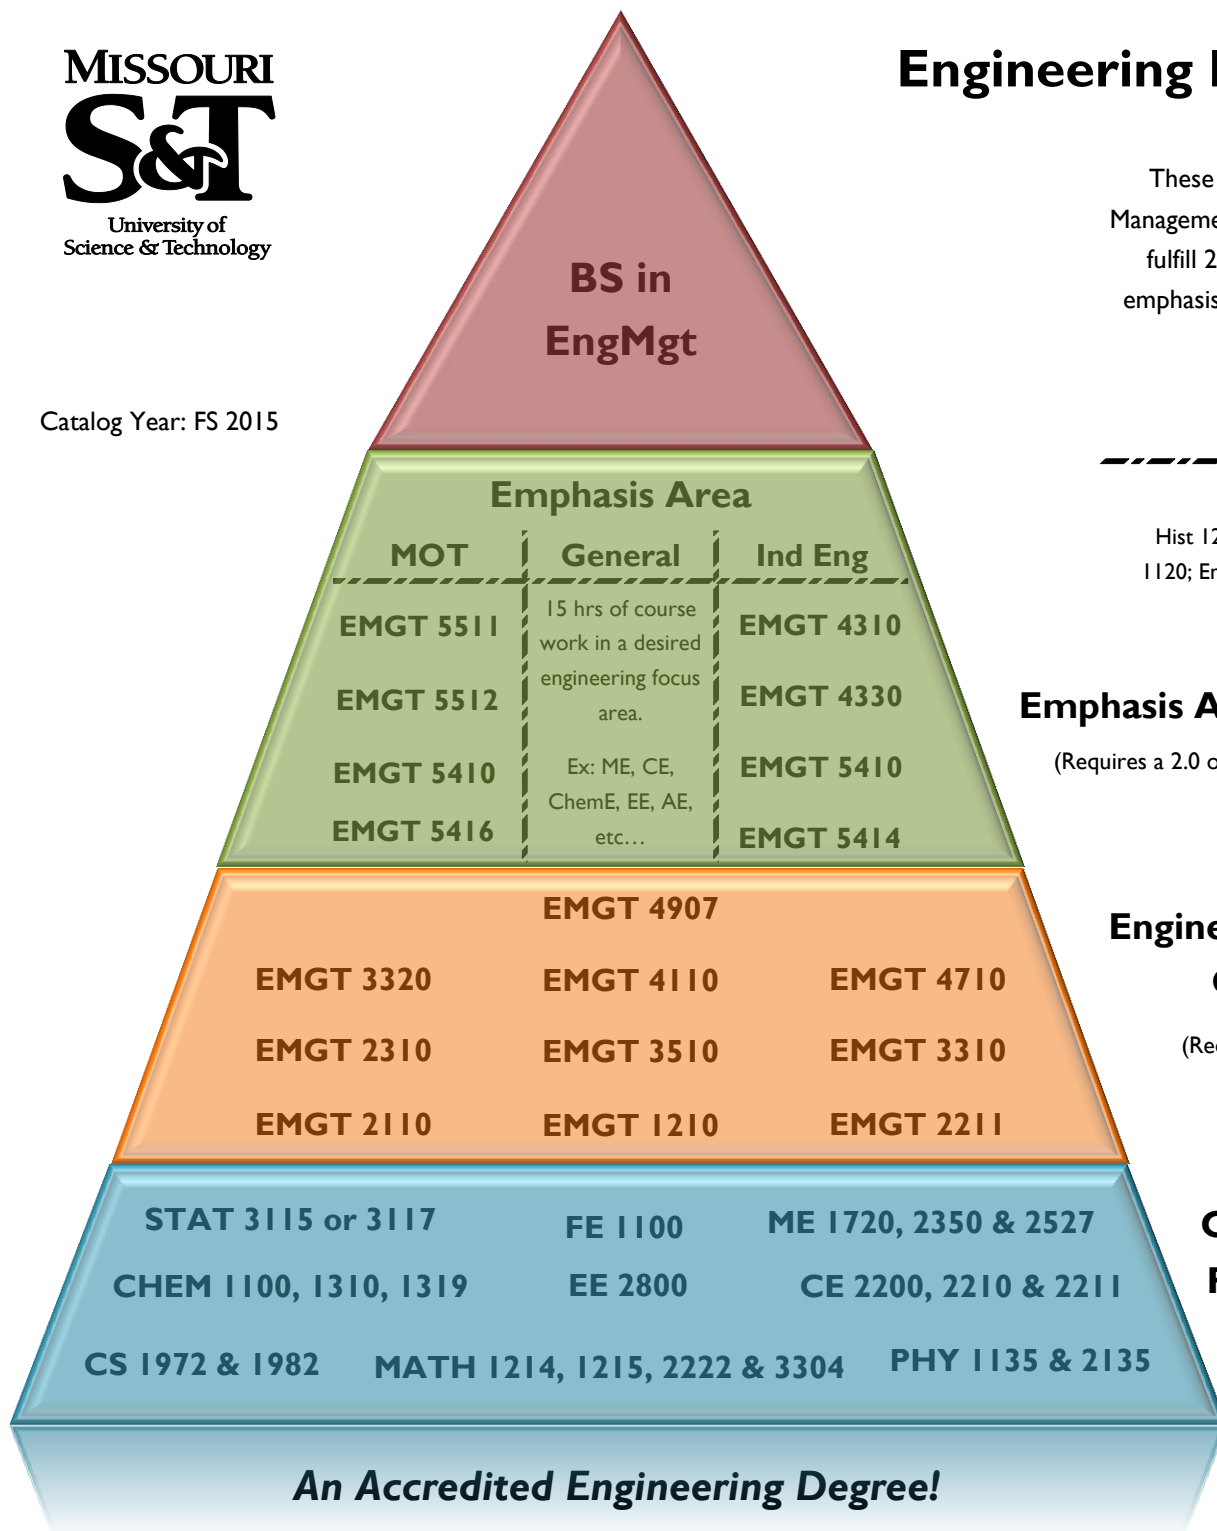 MISSOURI
S&T
University of
Science & Technology
Catalog Year: FS 2015
BS in
EngMgt
Emphasis Area
MOT General Ind Eng
EMGT 5511
EMGT 5512
EMGT 5410
EMGT 5416
15 hrs of course
work in a desired
engineering focus
area.
Ex: ME, CE,
ChemE, EE, AE,
etc…
EMGT 4310
EMGT 4330
EMGT 5410
EMGT 5414
EMGT 4907
EMGT 3320 EMGT 4110 EMGT 4710
EMGT 2310 EMGT 3510 EMGT 3310
EMGT 2110 EMGT 1210 EMGT 2211
STAT 3115 or 3117 FE 1100 ME 1720, 2350 & 2527
CHEM 1100, 1310, 1319 EE 2800 CE 2200, 2210 & 2211
CS 1972 & 1982 MATH 1214, 1215, 2222 & 3304 PHY 1135 & 2135
An Accredited Engineering Degree!
Engineering
These
fulfill 2
emphasis
Hist 12
1120; En
Emphasis A
(Requires a 2.0 o